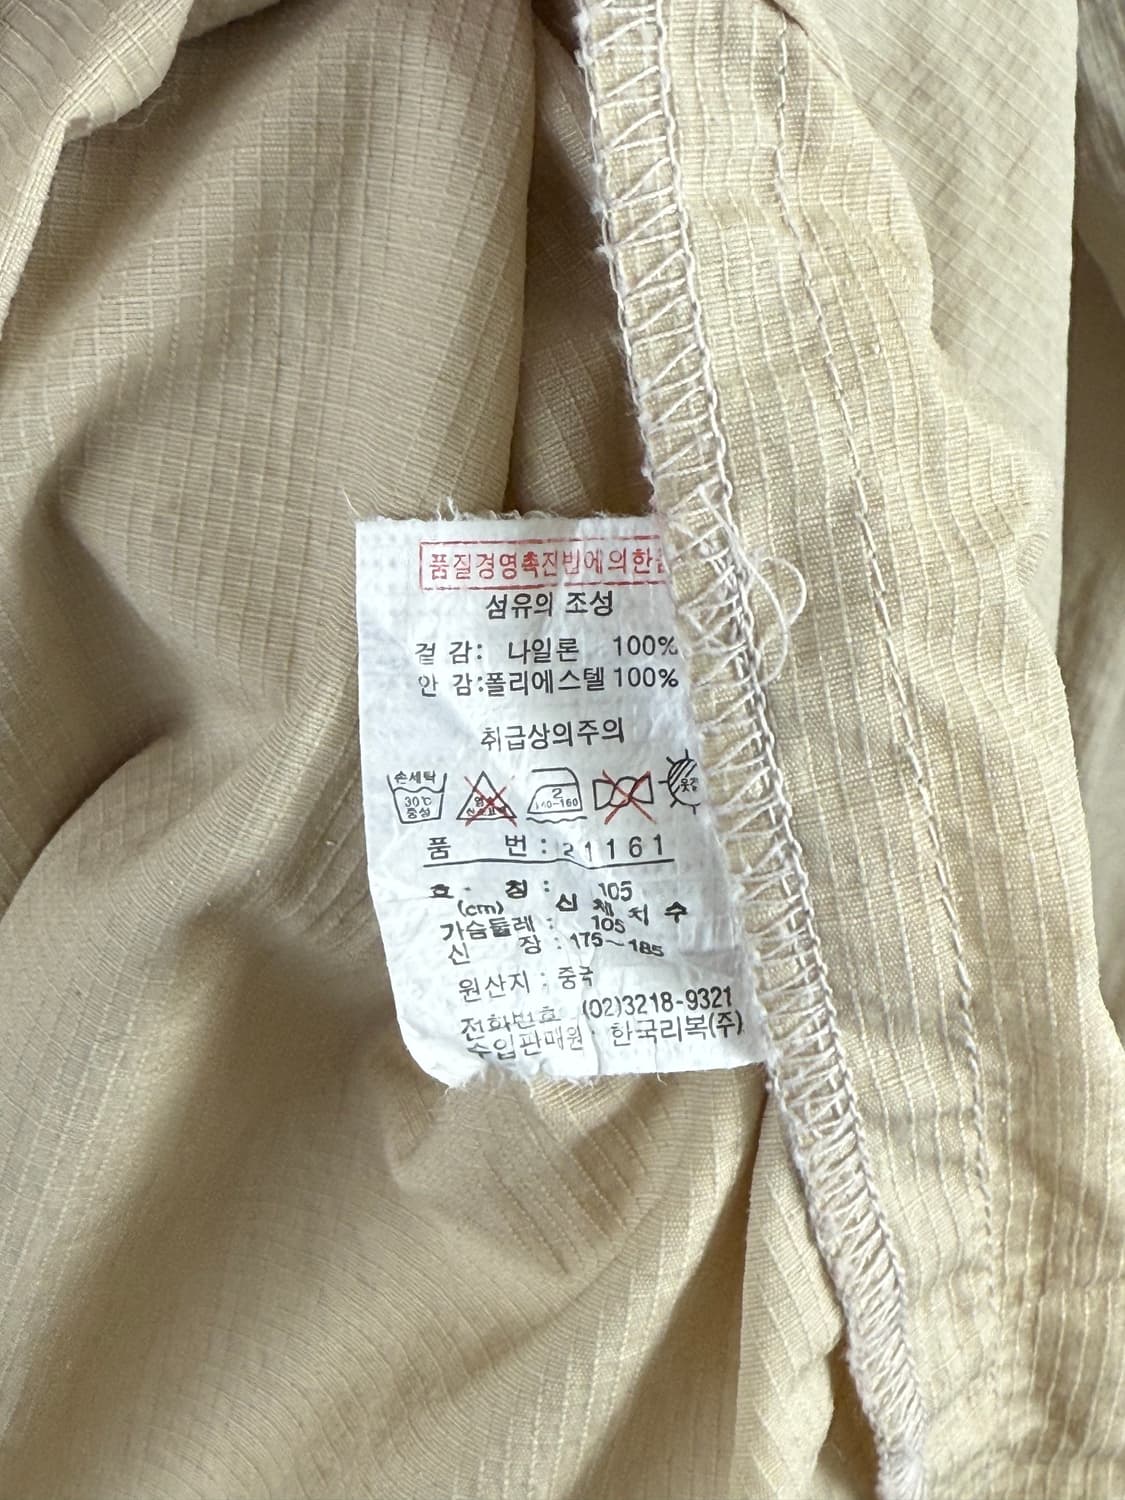 품질경영촉진법에의한
섬유의 조성
겉 감: 나일론 100%
안 감:폴리에스텔 100%
취급상의주의
손세탁
30℃
중성
2
140-160
옷걸
품 번: 21161
호 칭: 105
(cm) 신 체 치 수
가슴둘레: 105
신 장: 175~185
원산지: 중국
전화번호 (02)3218-9321
수입판매원: 한국리복(주)